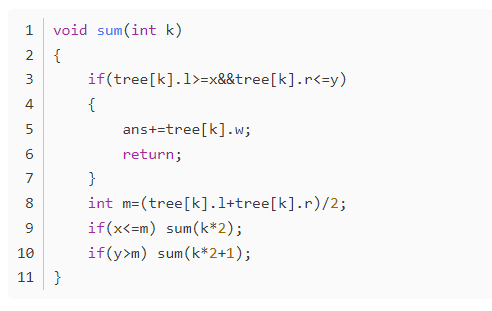 1 void sum(int k)
2 {
3     if(tree[k].l>=x&&tree[k].r<=y)
4     {
5         ans+=tree[k].w;
6         return;
7     }
8     int m=(tree[k].l+tree[k].r)/2;
9     if(x<=m) sum(k*2);
10     if(y>m) sum(k*2+1);
11 }